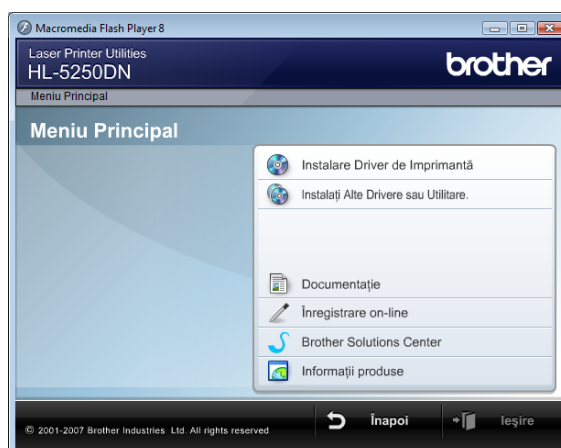 Macromedia Flash Player 8
Laser Printer Utilities
HL-5250DN
brother
Meniu Principal
Meniu Principal
Instalare Driver de Imprimantă
Instalați Alte Drivere sau Utilitare.
Documentație
Înregistrare on-line
Brother Solutions Center
Informații produse
© 2001-2007 Brother Industries Ltd. All rights reserved
Înapoi
Ieșire